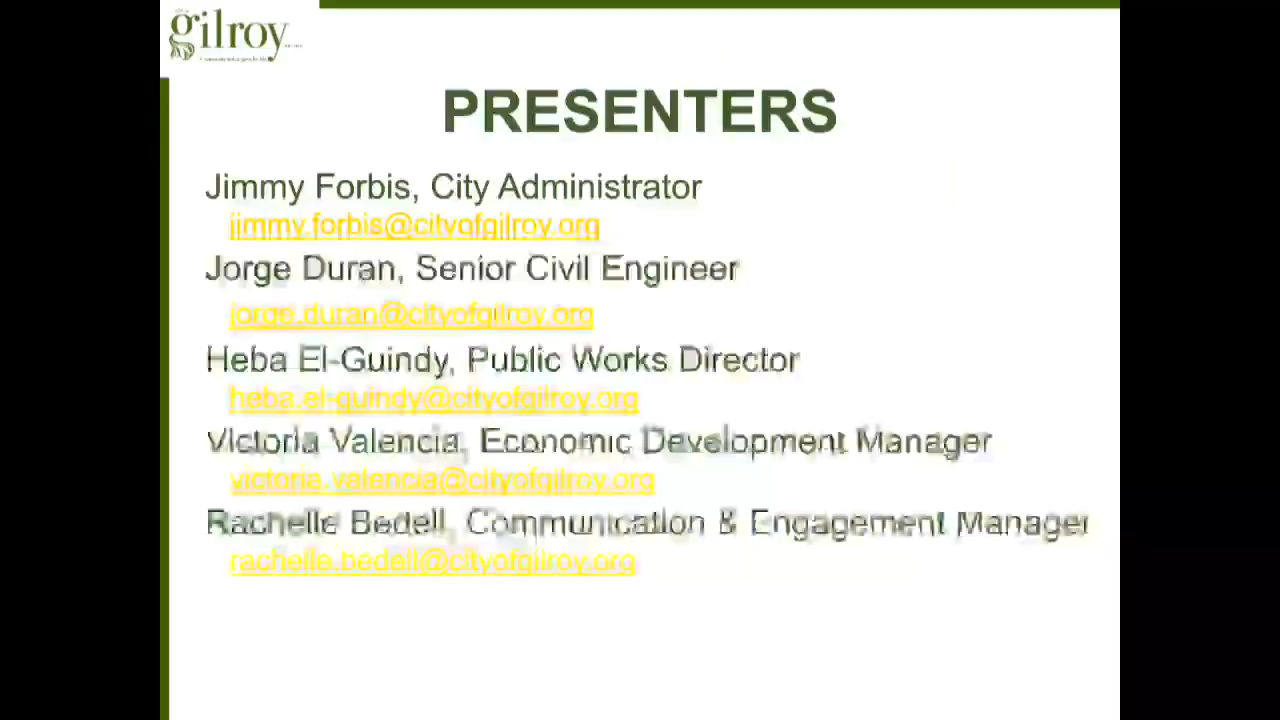 gilroy
PRESENTERS
Jimmy Forbis, City Administrator
jimmy.forbis@cityofgilroy.org
Jorge Duran, Senior Civil Engineer
jorge.duran@cityofgilroy.org
Heba El-Guindy, Public Works Director
heba.el-guindy@cityofgilroy.org
Victoria Valencia, Economic Development Manager
victoria.valencia@cityofgilroy.org
Rachelle Bedell, Communication & Engagement Manager
rachelle.bedell@cityofgilroy.org